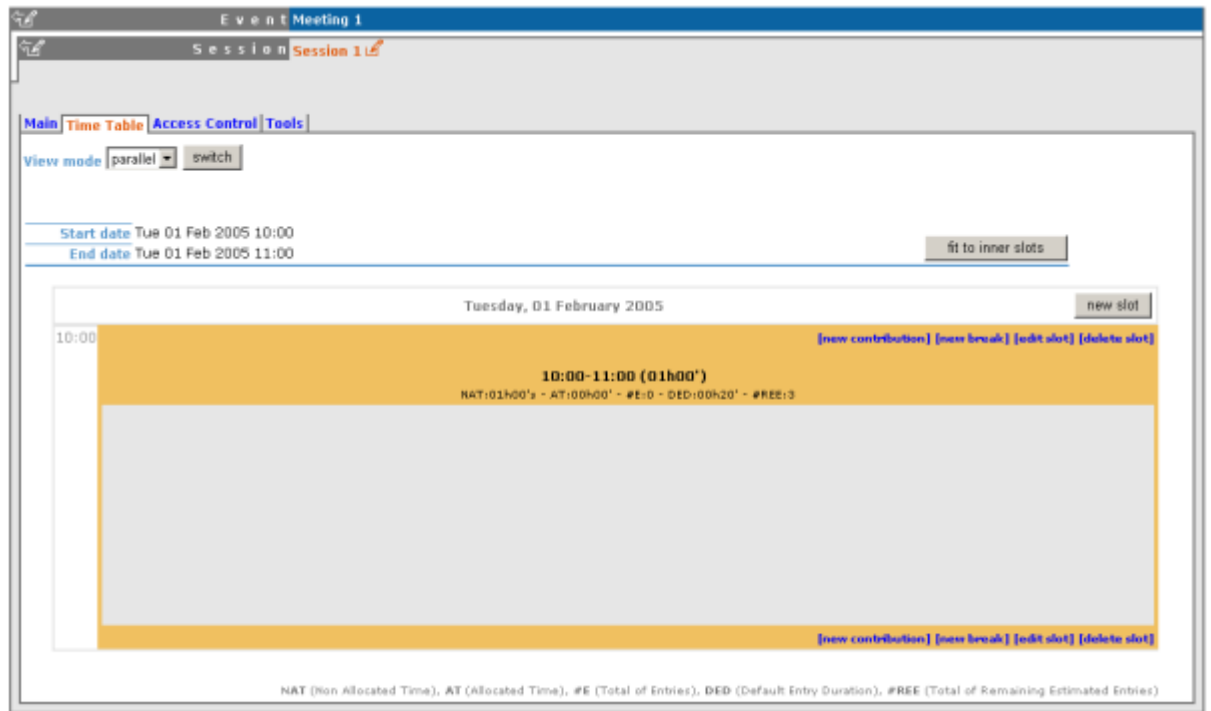 Event Meeting 1
Session Session 1
Main Time Table Access Control Tools
View mode parallel switch
Start date Tue 01 Feb 2005 10:00
End date Tue 01 Feb 2005 11:00
fit to inner slots
Tuesday, 01 February 2005 new slot
10:00 [new contribution] [new break] [edit slot] [delete slot]
10:00-11:00 (01h00')
NAT:01h00's - AT:00h00' - #E:0 - DED:00h20' - #REE:3
[new contribution] [new break] [edit slot] [delete slot]
NAT (Non Allocated Time), AT (Allocated Time), #E (Total of Entries), DED (Default Entry Duration), #REE (Total of Remaining Estimated Entries)